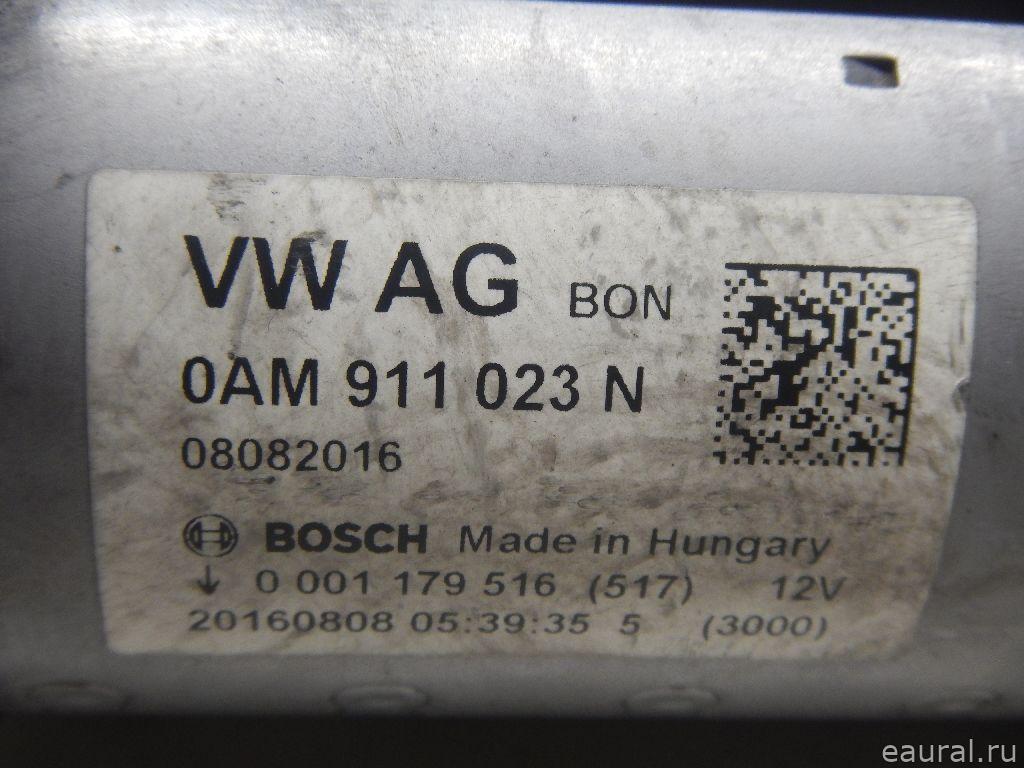 VW AG BON
0AM 911 023 N
08082016
BOSCH Made in Hungary
0 001 179 516 (517) 12V
20160808 05:39:35 5 (3000)
eaural.ru